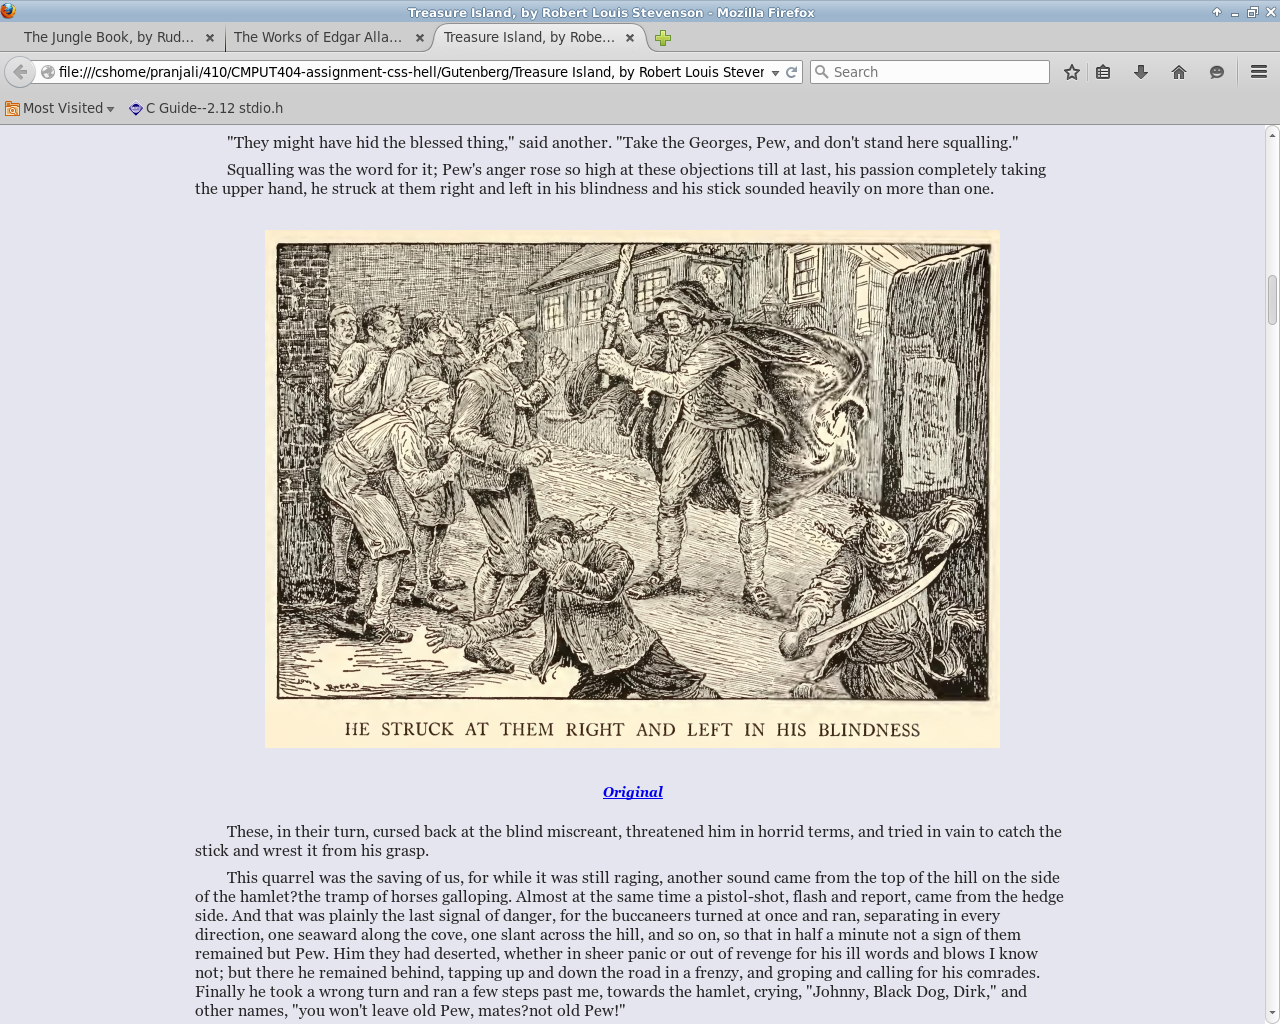 Treasure Island, by Robert Louis Stevenson - Mozilla Firefox
The Jungle Book, by Rud...
The Works of Edgar Alla...
Treasure Island, by Robe...
file:///cshome/pranjali/410/CMPUT404-assignment-css-hell/Gutenberg/Treasure Island, by Robert Louis Steven
Search
Most Visited
C Guide--2.12 stdio.h
"They might have hid the blessed thing," said another. "Take the Georges, Pew, and don't stand here squalling."
Squalling was the word for it; Pew's anger rose so high at these objections till at last, his passion completely taking
the upper hand, he struck at them right and left in his blindness and his stick sounded heavily on more than one.
HE STRUCK AT THEM RIGHT AND LEFT IN HIS BLINDNESS
Original
These, in their turn, cursed back at the blind miscreant, threatened him in horrid terms, and tried in vain to catch the
stick and wrest it from his grasp.
This quarrel was the saving of us, for while it was still raging, another sound came from the top of the hill on the side
of the hamlet?the tramp of horses galloping. Almost at the same time a pistol-shot, flash and report, came from the hedge
side. And that was plainly the last signal of danger, for the buccaneers turned at once and ran, separating in every
direction, one seaward along the cove, one slant across the hill, and so on, so that in half a minute not a sign of them
remained but Pew. Him they had deserted, whether in sheer panic or out of revenge for his ill words and blows I know
not; but there he remained behind, tapping up and down the road in a frenzy, and groping and calling for his comrades.
Finally he took a wrong turn and ran a few steps past me, towards the hamlet, crying, "Johnny, Black Dog, Dirk," and
other names, "you won't leave old Pew, mates?not old Pew!"